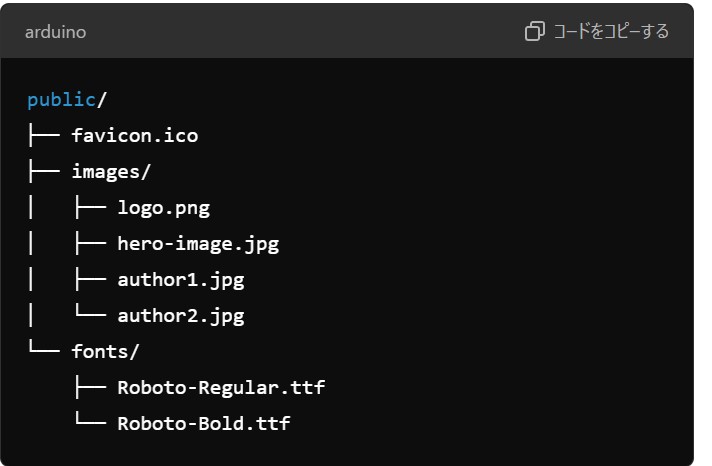 arduino コードをコピーする
public/
├── favicon.ico
├── images/
│   ├── logo.png
│   ├── hero-image.jpg
│   ├── author1.jpg
│   └── author2.jpg
└── fonts/
    ├── Roboto-Regular.ttf
    └── Roboto-Bold.ttf